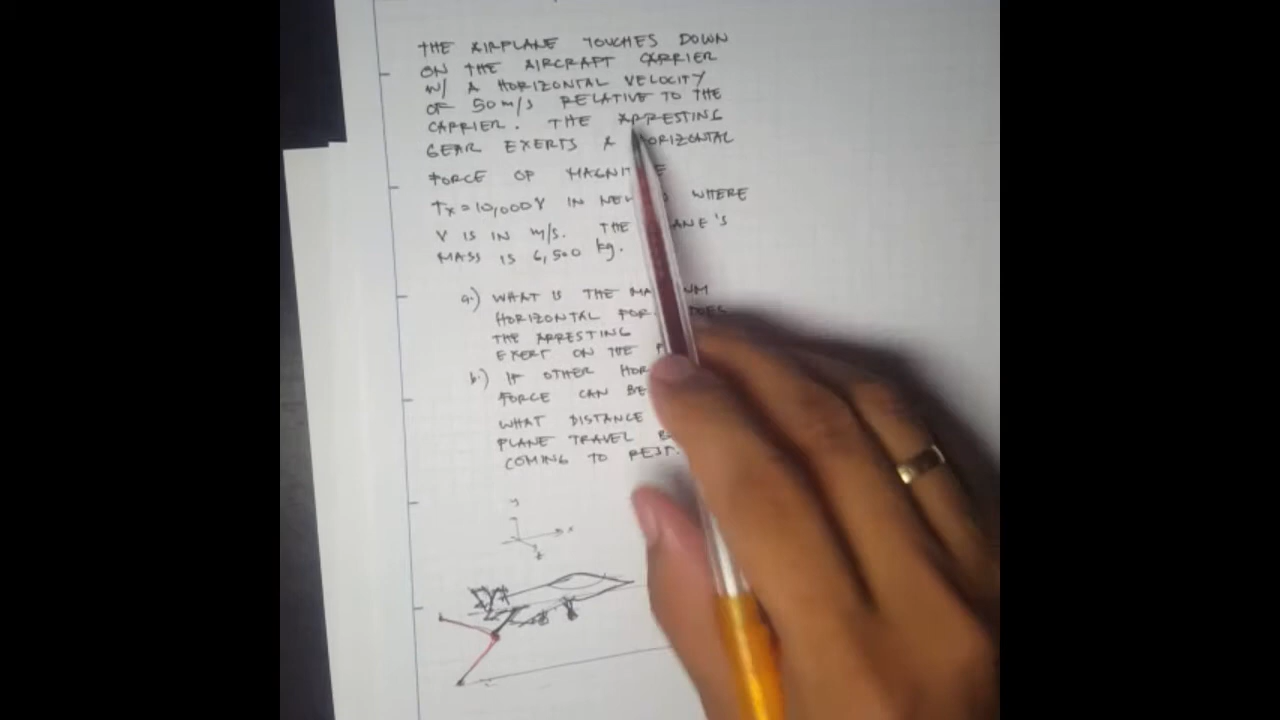 THE AIRPLANE TOUCHES DOWN
ON THE AIRCRAFT CARRIER
W/ A HORIZONTAL VELOCITY
OF 50 m/s RELATIVE TO THE
CARRIER. THE ARRESTING
GEAR EXERTS A HORIZONTAL
FORCE OF
Tx = 10,000V IN WHERE
V IS IN m/s. THE
MASS IS 6,500 kg.
a.) WHAT IS THE
HORIZONTAL
THE ARRESTING
EXERT ON THE
b.) IF OTHER
FORCE CAN BE
WHAT DISTANCE
PLANE TRAVEL
COMING TO REST.
y
x
z